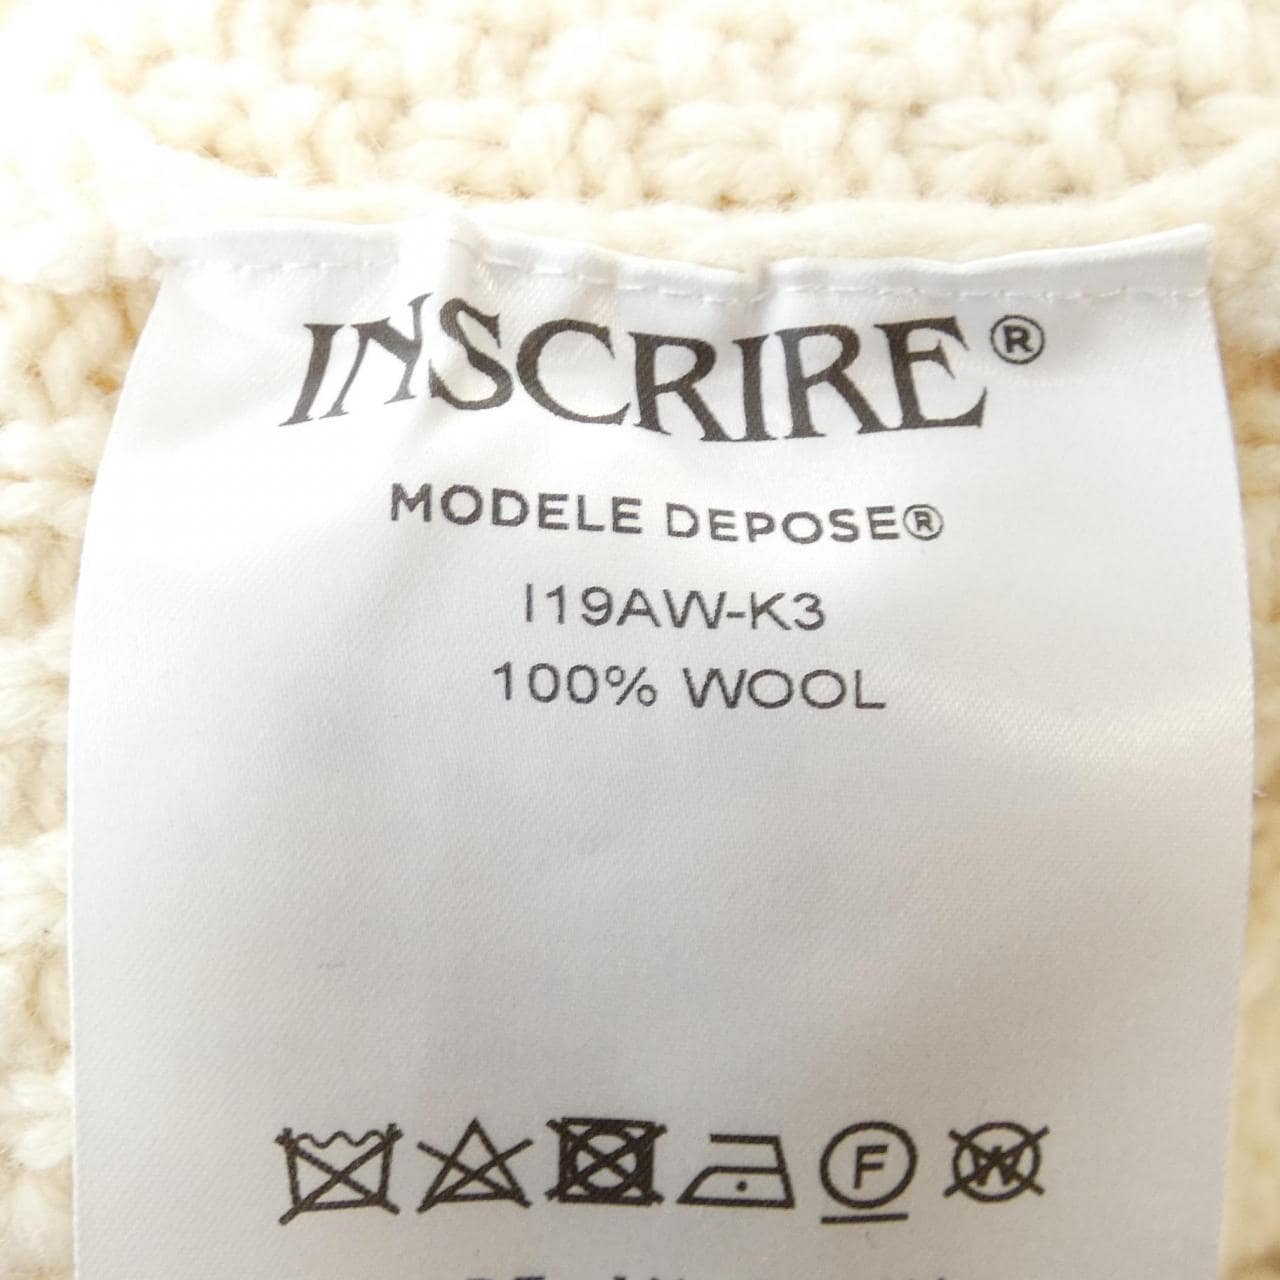 INSCRIRE®
MODELE DEPOSE®
I19AW-K3
100% WOOL
F
W